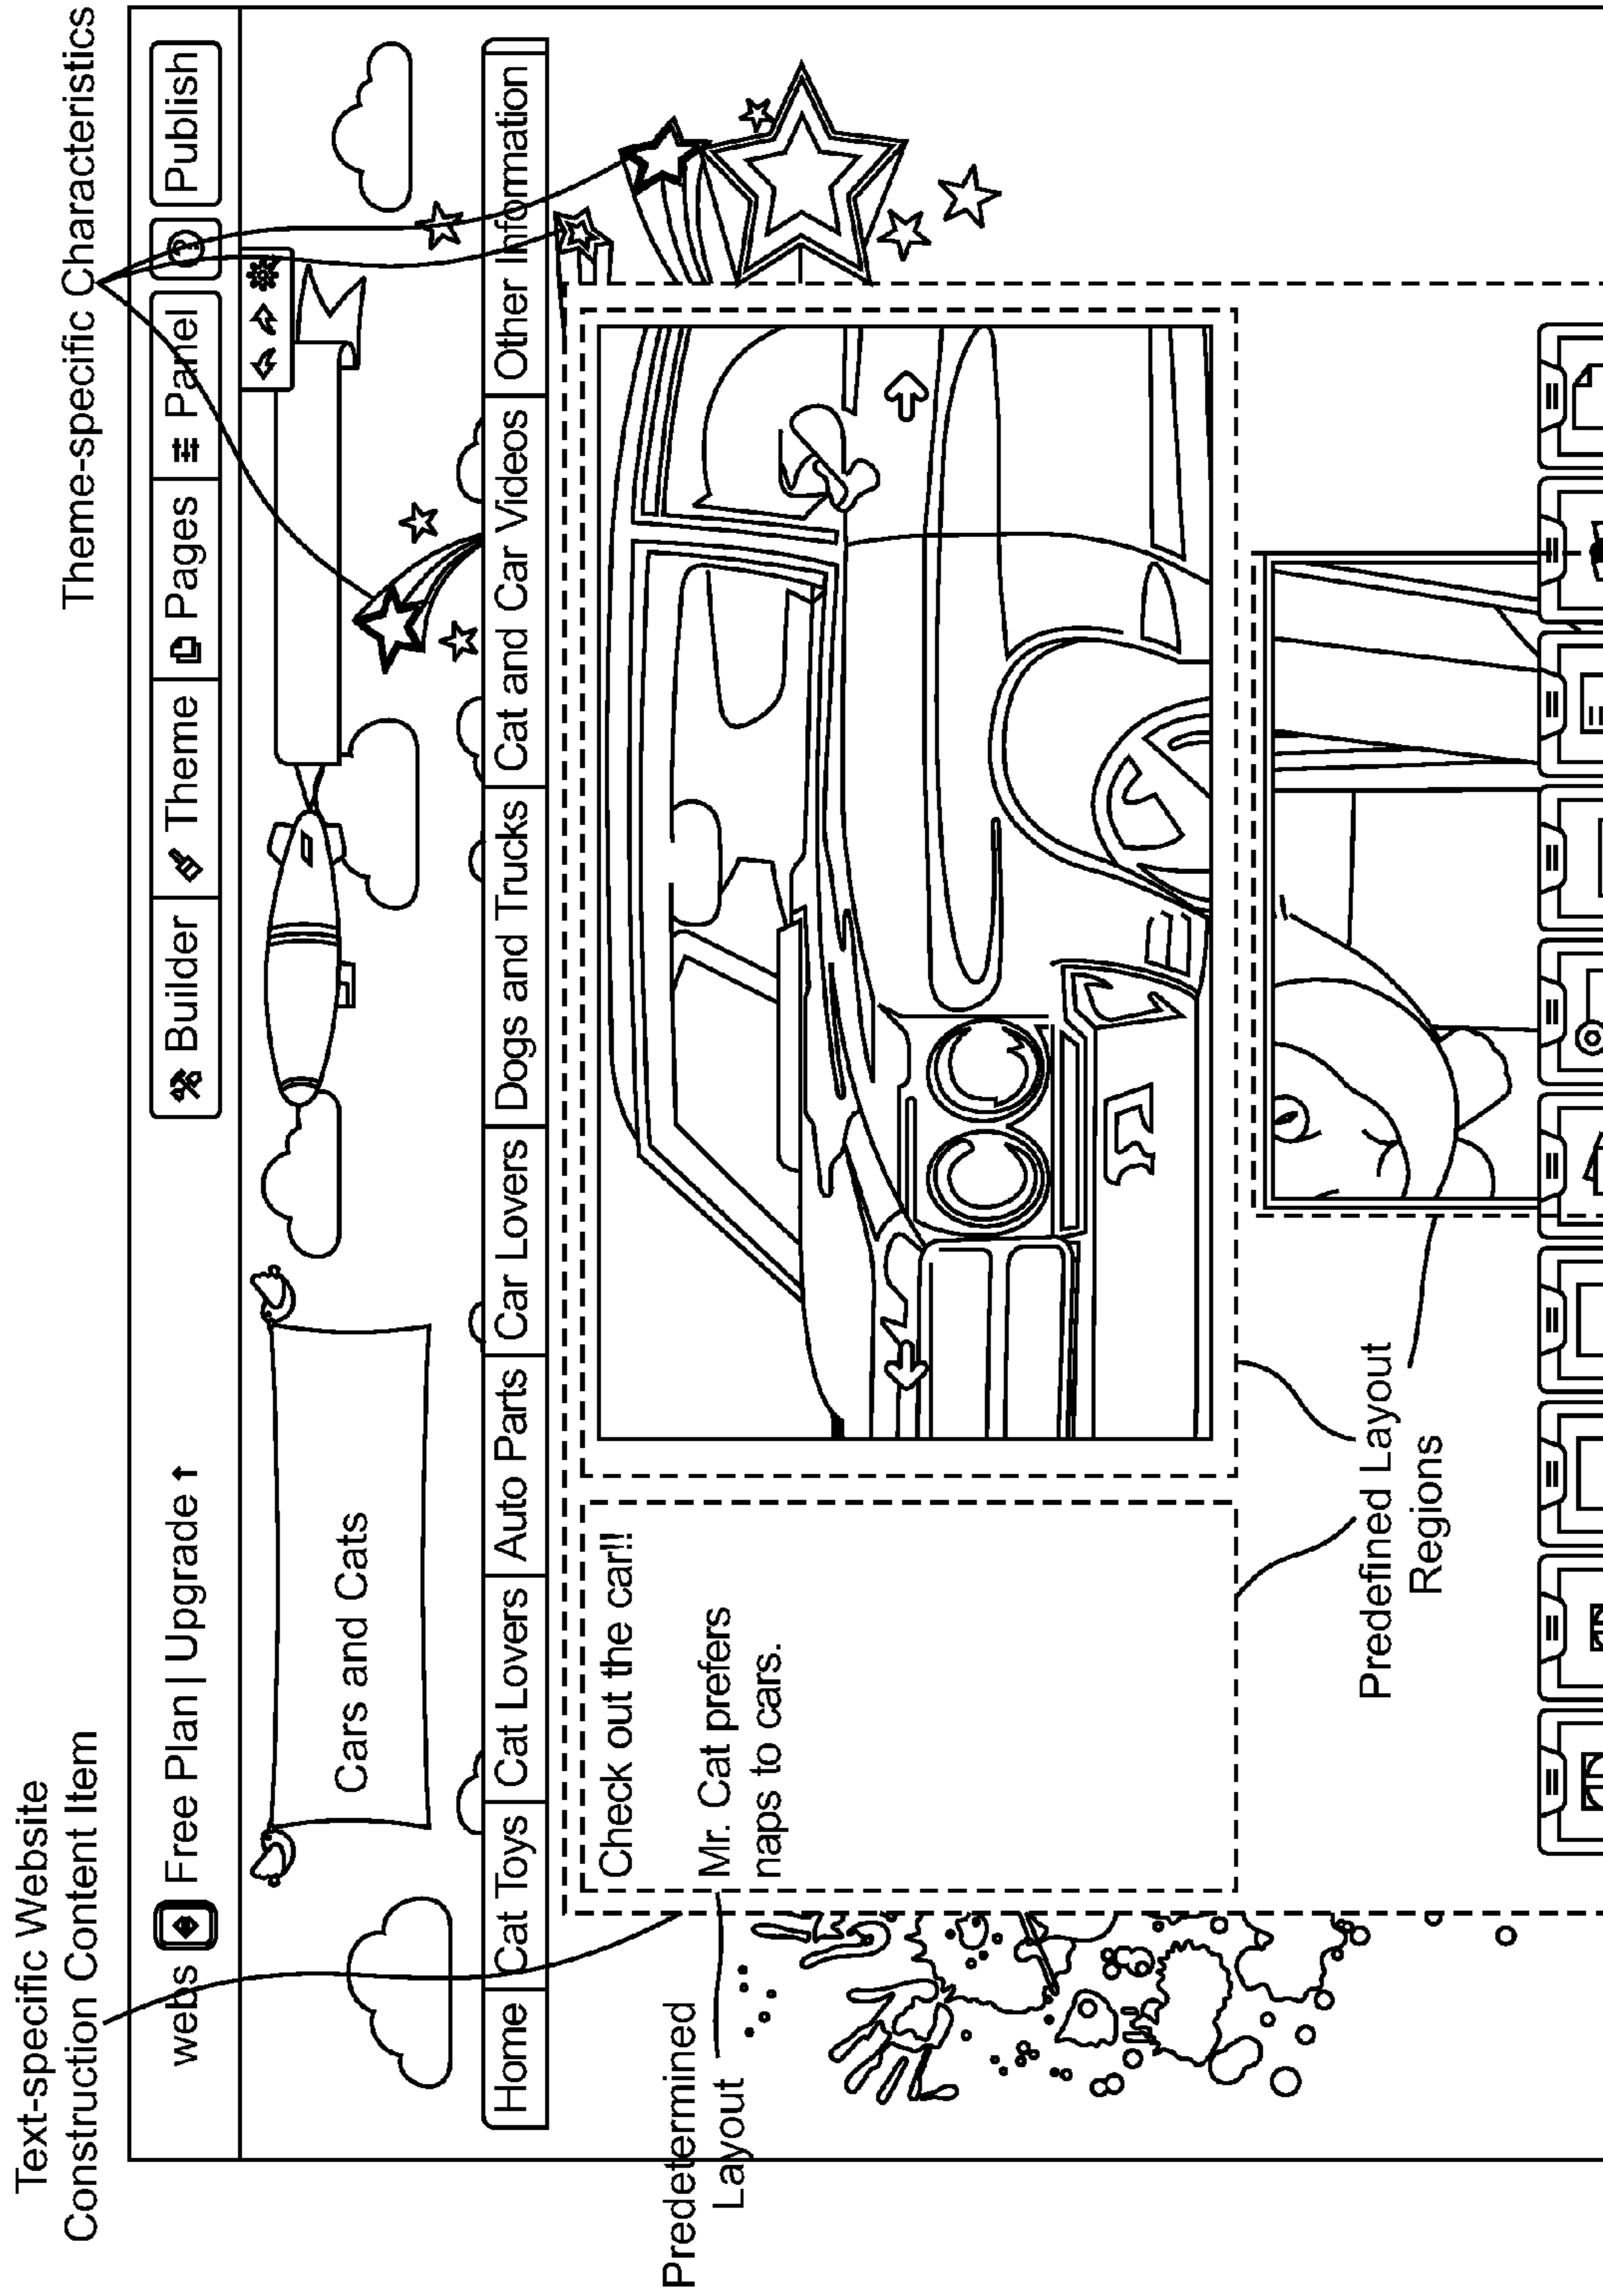 Text-specific Website
Construction Content Item
Theme-specific Characteristics
webs Free Plan | Upgrade ↑
Builder Theme Pages Panel ? Publish
Cars and Cats
Home Cat Toys Cat Lovers Auto Parts Car Lovers Dogs and Trucks Cat and Car Videos Other Information
Check out the car!!
Mr. Cat prefers
naps to cars.
Predetermined
Layout
Predefined Layout
Regions